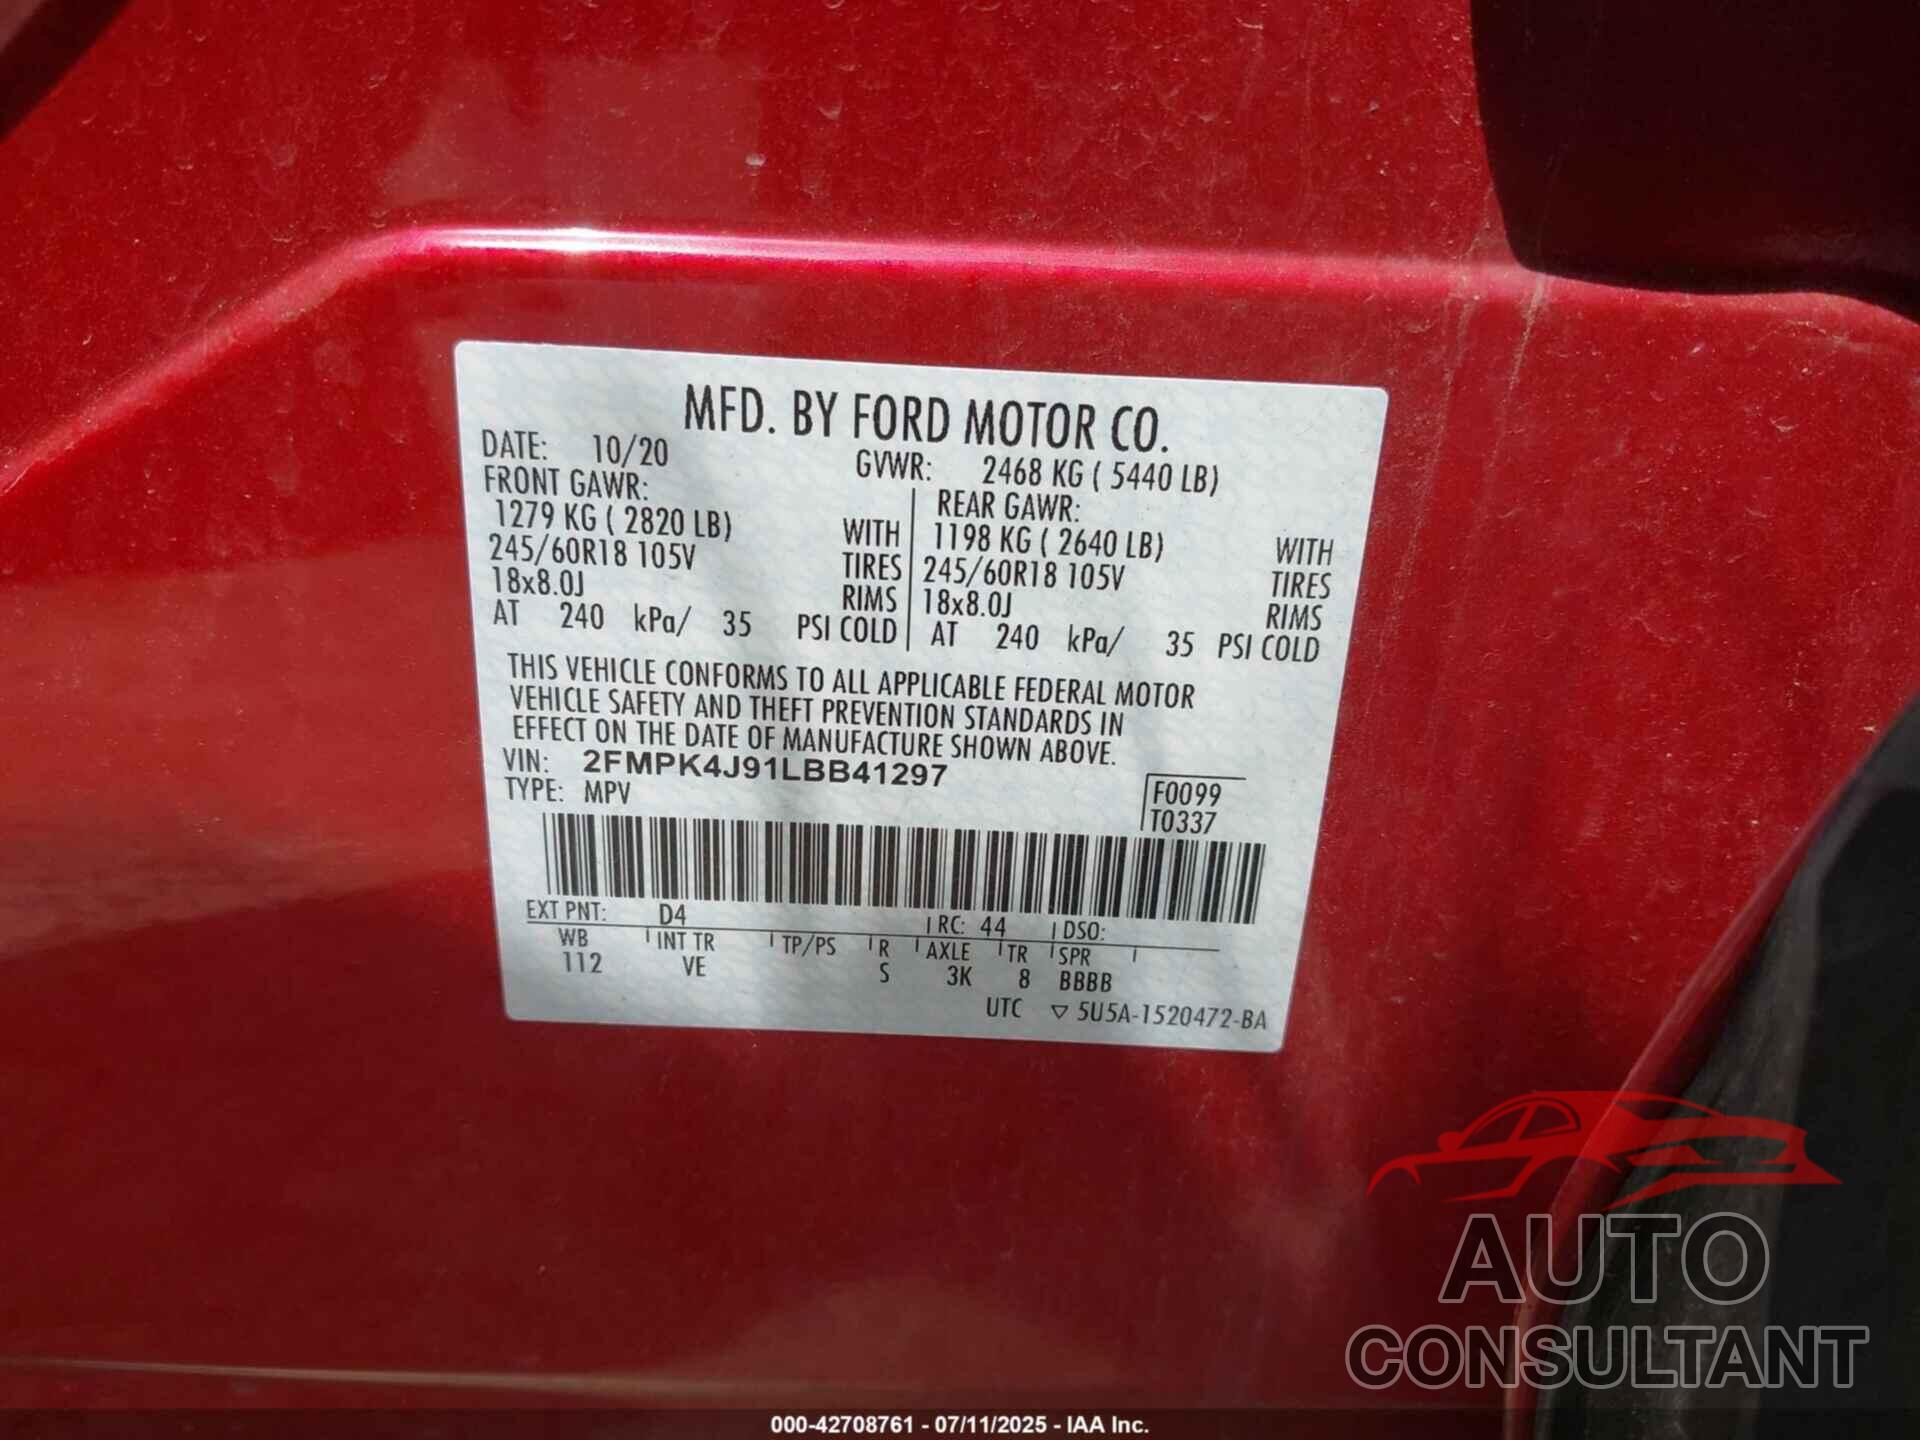 MFD. BY FORD MOTOR CO.
DATE: 10/20 GVWR: 2468 KG ( 5440 LB)
FRONT GAWR: REAR GAWR:
1279 KG ( 2820 LB) WITH 1198 KG ( 2640 LB) WITH
245/60R18 105V TIRES 245/60R18 105V TIRES
18x8.0J RIMS 18x8.0J RIMS
AT 240 kPa/ 35 PSI COLD AT 240 kPa/ 35 PSI COLD
THIS VEHICLE CONFORMS TO ALL APPLICABLE FEDERAL MOTOR
VEHICLE SAFETY AND THEFT PREVENTION STANDARDS IN
EFFECT ON THE DATE OF MANUFACTURE SHOWN ABOVE.
VIN: 2FMPK4J91LBB41297
TYPE: MPV F0099
T0337
EXT PNT: D4 RC: 44 DSO:
WB INT TR TP/PS R AXLE TR SPR
112 VE S 3K 8 BBBB
UTC ▽ 5U5A-1520472-BA
AUTO
CONSULTANT
000-42708761 - 07/11/2025 - IAA Inc.